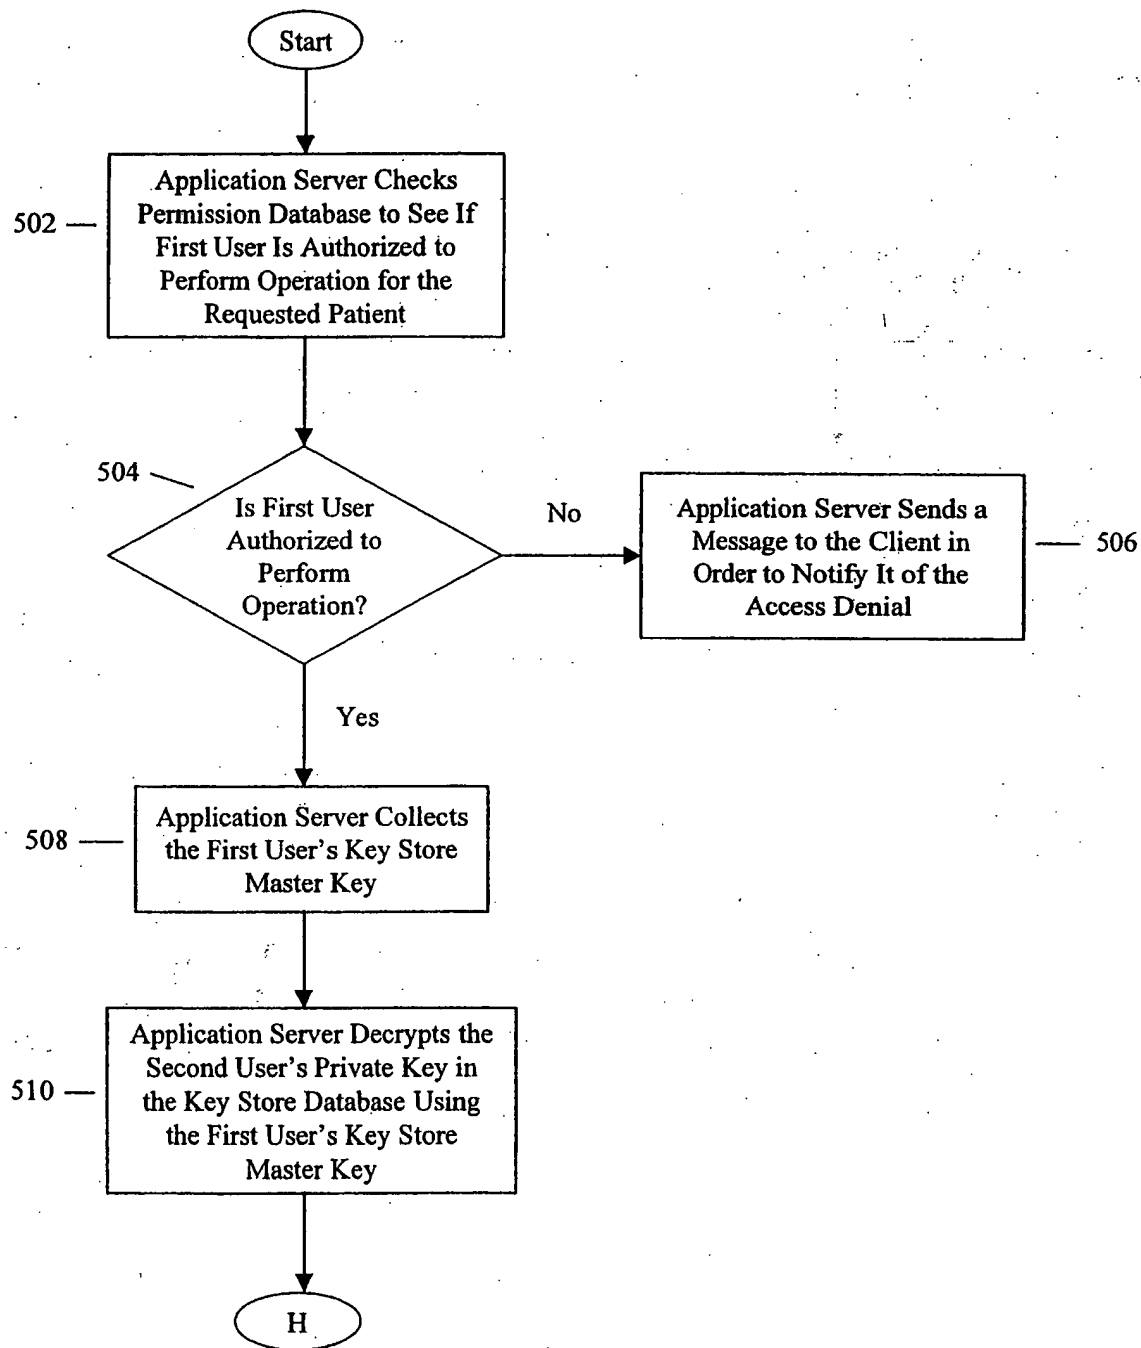 Start
502
Application Server Checks
Permission Database to See If
First User Is Authorized to
Perform Operation for the
Requested Patient
504
Is First User
Authorized to
Perform
Operation?
No
Application Server Sends a
Message to the Client in
Order to Notify It of the
Access Denial
506
Yes
508
Application Server Collects
the First User's Key Store
Master Key
510
Application Server Decrypts the
Second User's Private Key in
the Key Store Database Using
the First User's Key Store
Master Key
H